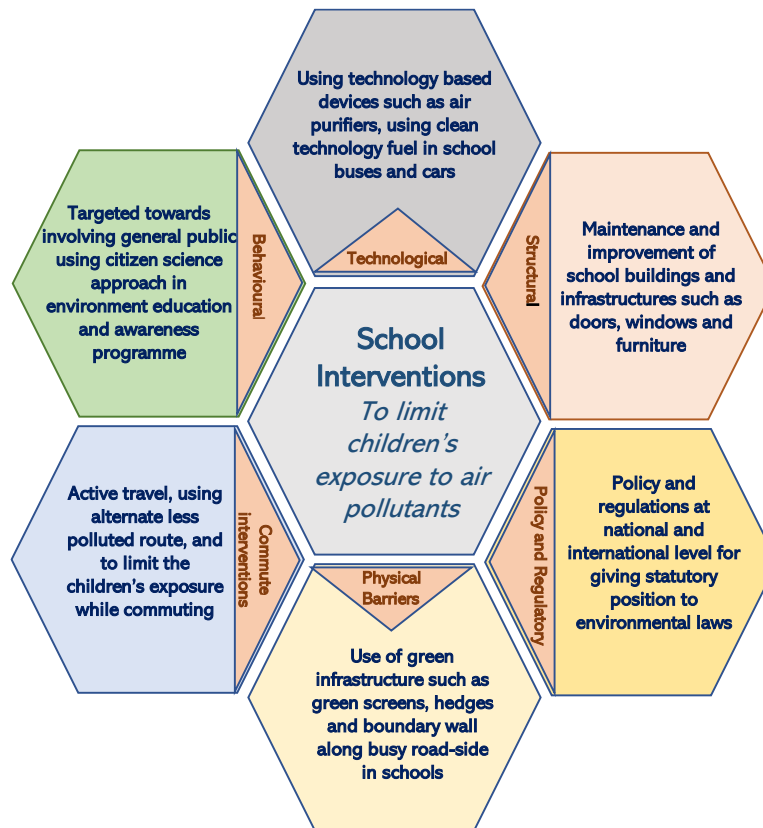 Using technology based
devices such as air
purifiers, using clean
technology fuel in school
buses and cars
Technological
Targeted towards
involving general public
using citizen science
approach in
environment education
and awareness
programme
Behavioural
Structural
Maintenance and
improvement of
school buildings and
infrastructures such as
doors, windows and
furniture
School
Interventions
To limit
children's
exposure to air
pollutants
Active travel, using
alternate less
polluted route, and
to limit the
children's exposure
while commuting
Commute
interventions
Policy and Regulatory
Policy and
regulations at
national and
international level for
giving statutory
position to
environmental laws
Physical
Barriers
Use of green
infrastructure such as
green screens, hedges
and boundary wall
along busy road-side
in schools